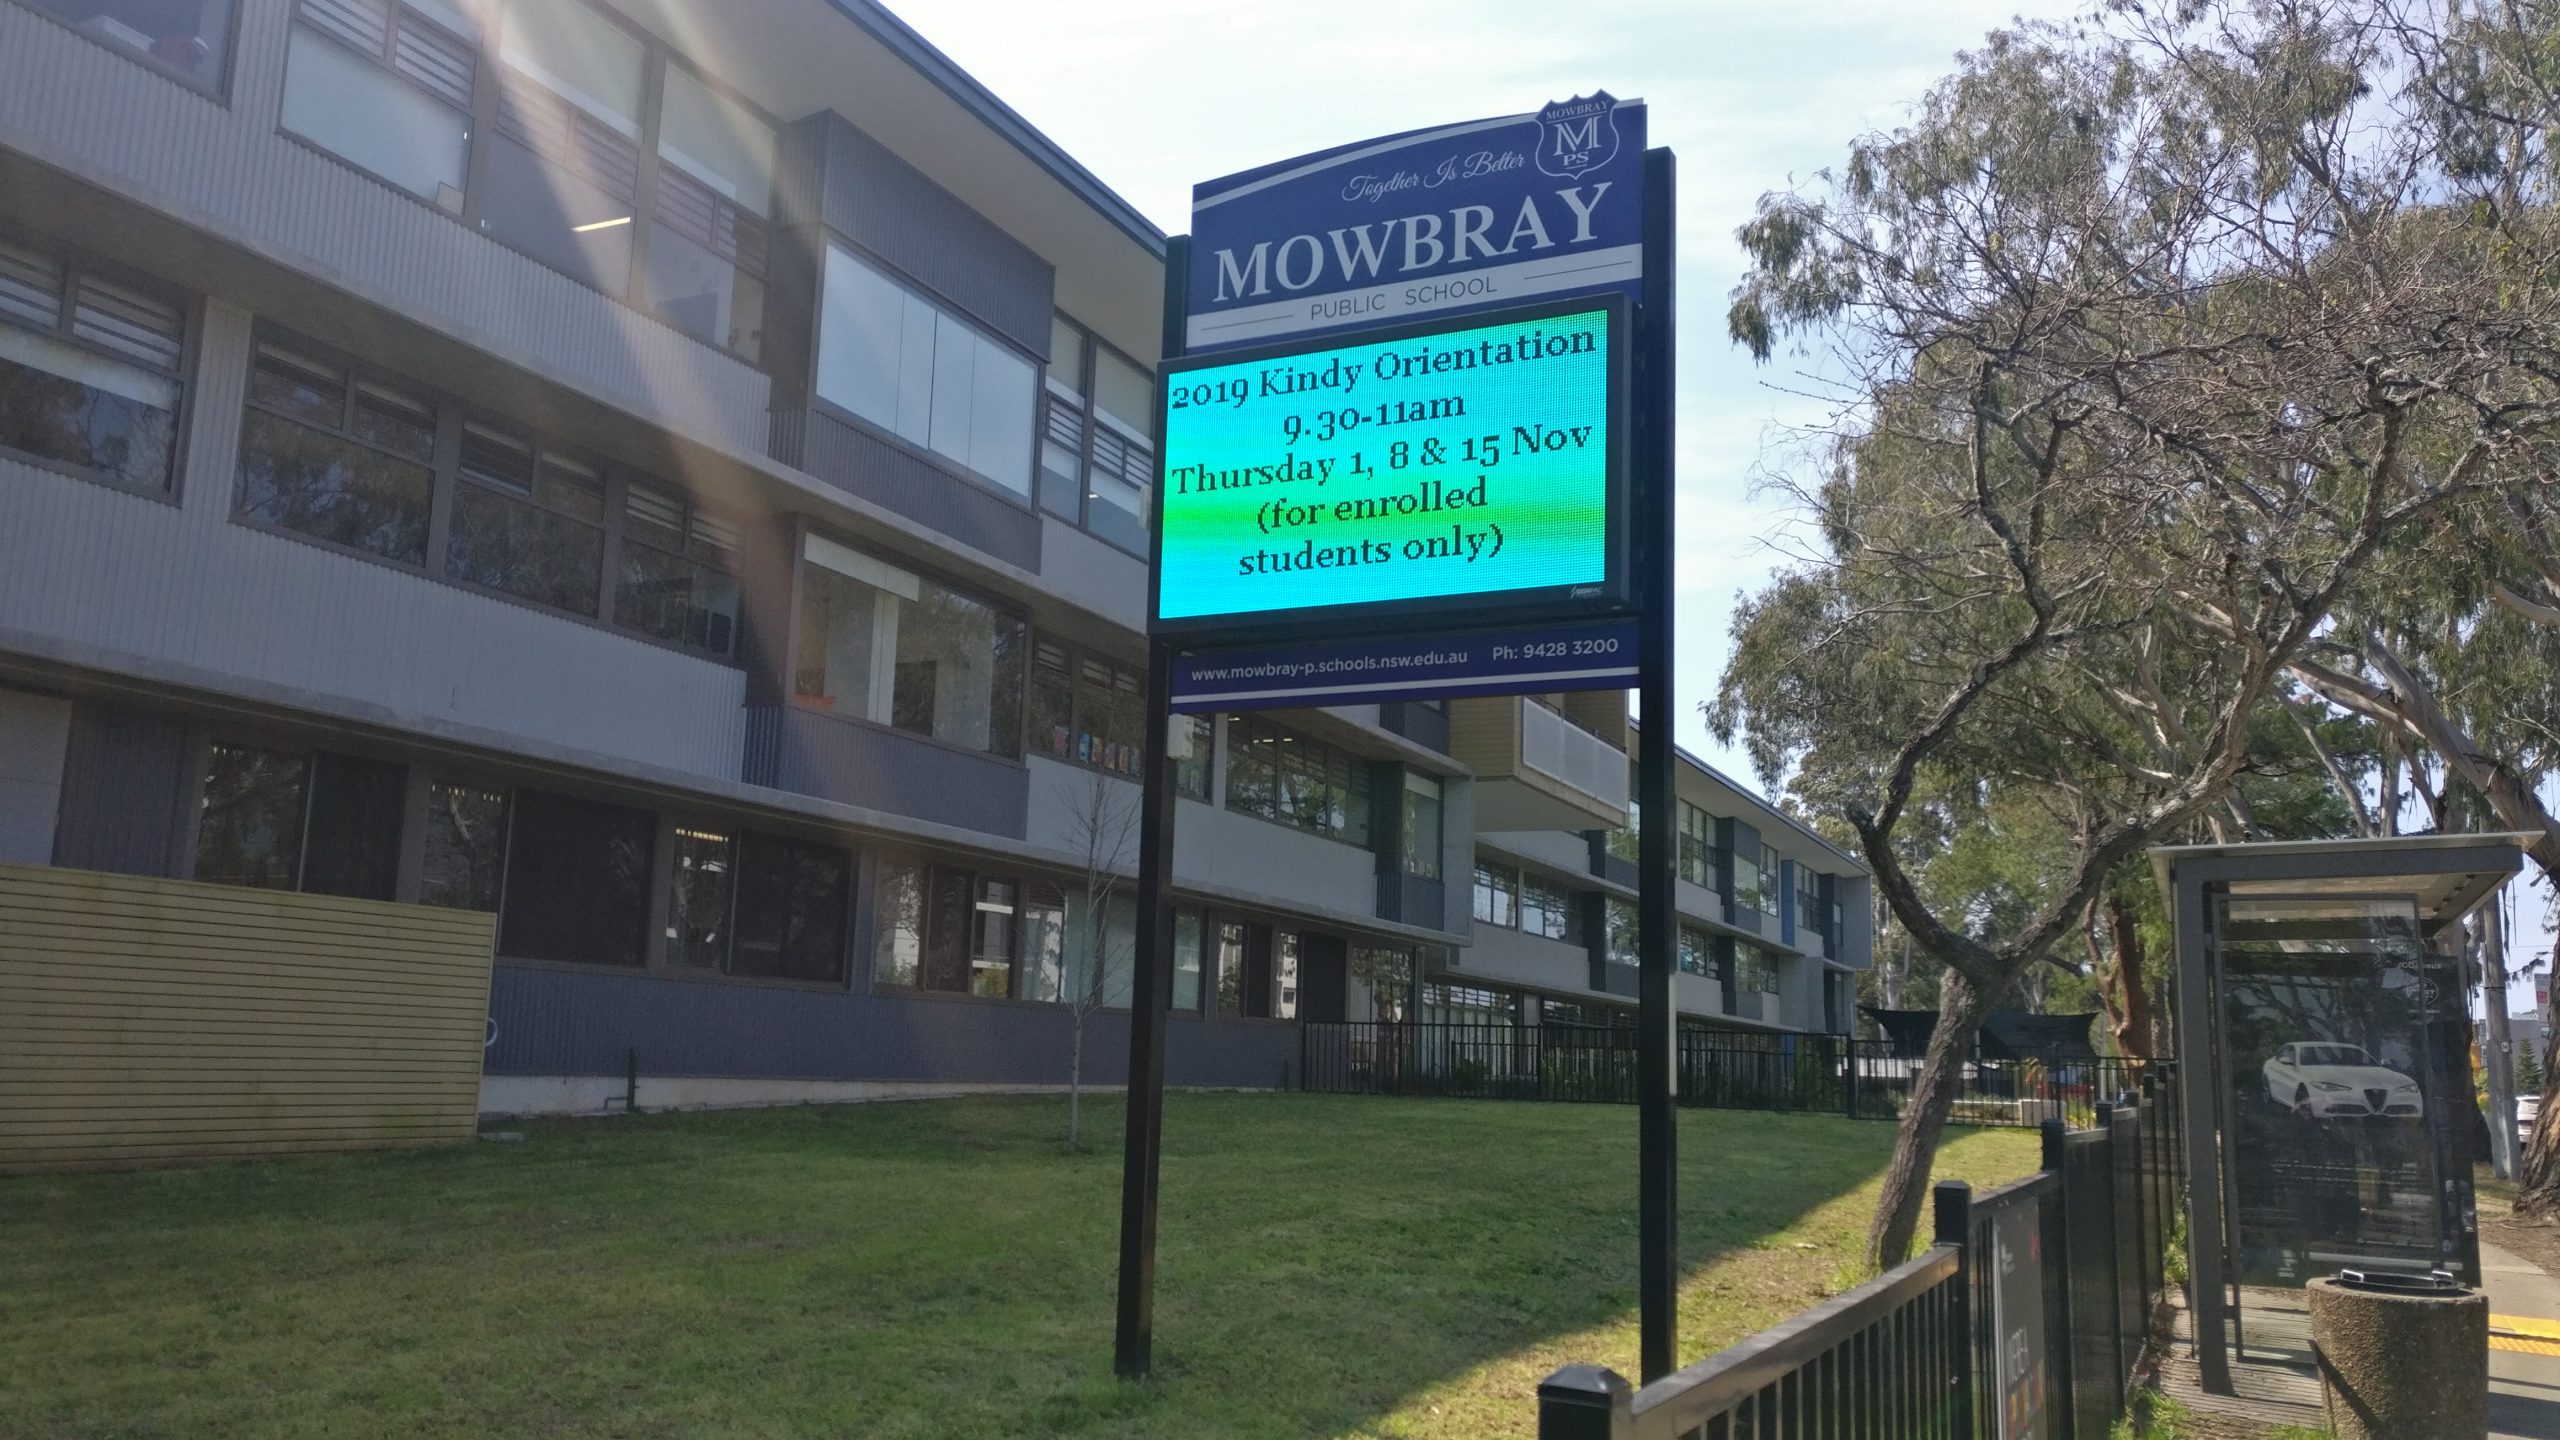 MOWBRAY
M
PS
Together Is Better
MOWBRAY
PUBLIC SCHOOL
2019 Kindy Orientation
9.30-11am
Thursday 1, 8 & 15 Nov
(for enrolled
students only)
www.mowbray-p.schools.nsw.edu.au Ph: 9428 3200